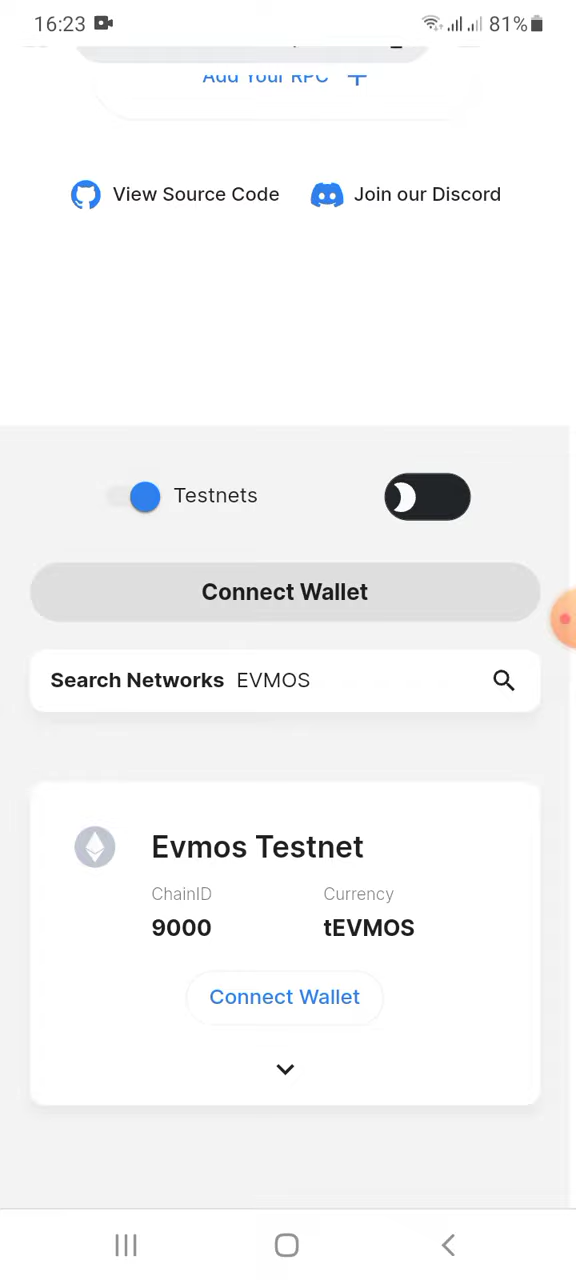 16:23 81%
Add Your RPC
View Source Code Join our Discord
Testnets
Connect Wallet
Search Networks EVMOS
Evmos Testnet
ChainID Currency
9000 tEVMOS
Connect Wallet